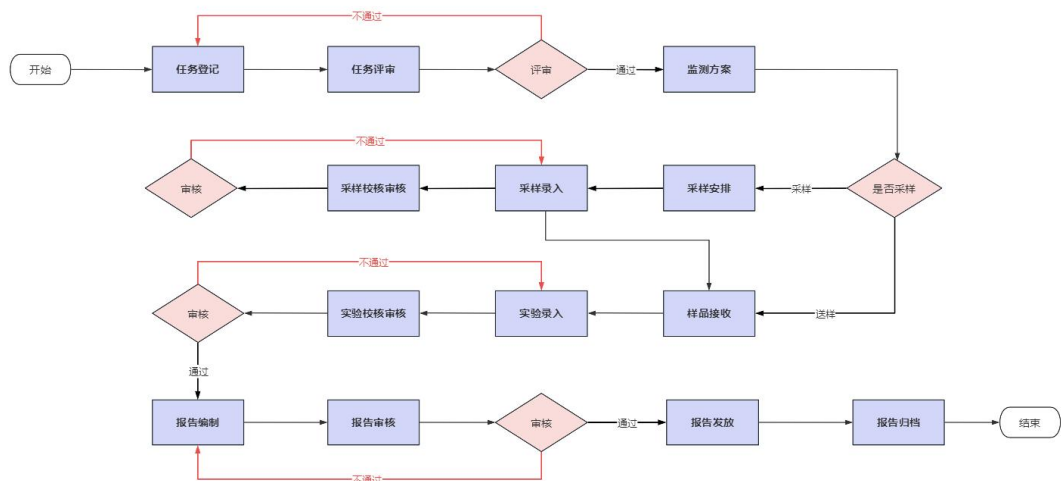 不通过
开始
任务登记
任务评审
评审
通过
监测方案
不通过
审核
采样校核审核
采样录入
采样安排
采样
是否采样
不通过
审核
实验校核审核
实验录入
样品接收
送样
通过
报告编制
报告审核
审核
通过
报告发放
报告归档
结束
不通过